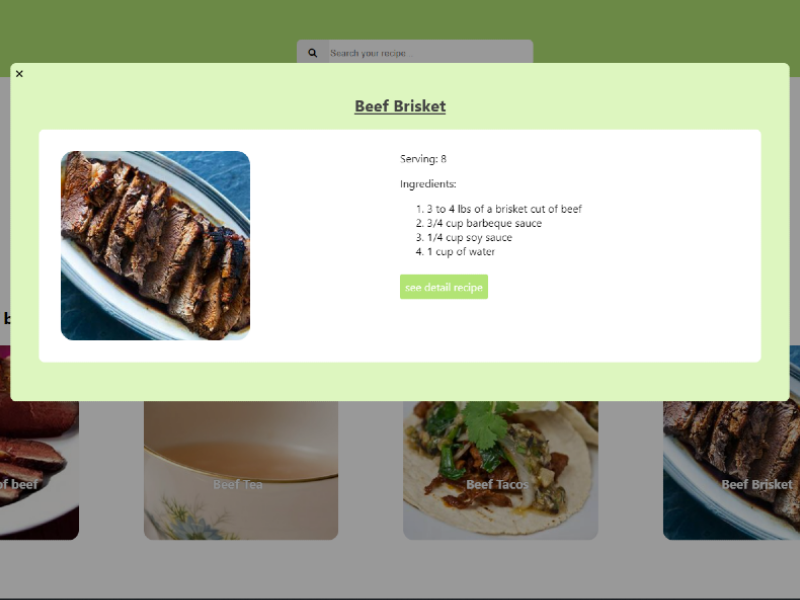 Search your recipe ...
×
Beef Brisket
Serving: 8
Ingredients:
1. 3 to 4 lbs of a brisket cut of beef
2. 3/4 cup barbeque sauce
3. 1/4 cup soy sauce
4. 1 cup of water
see detail recipe
b
of beef
Beef Tea
Beef Tacos
Beef Brisket